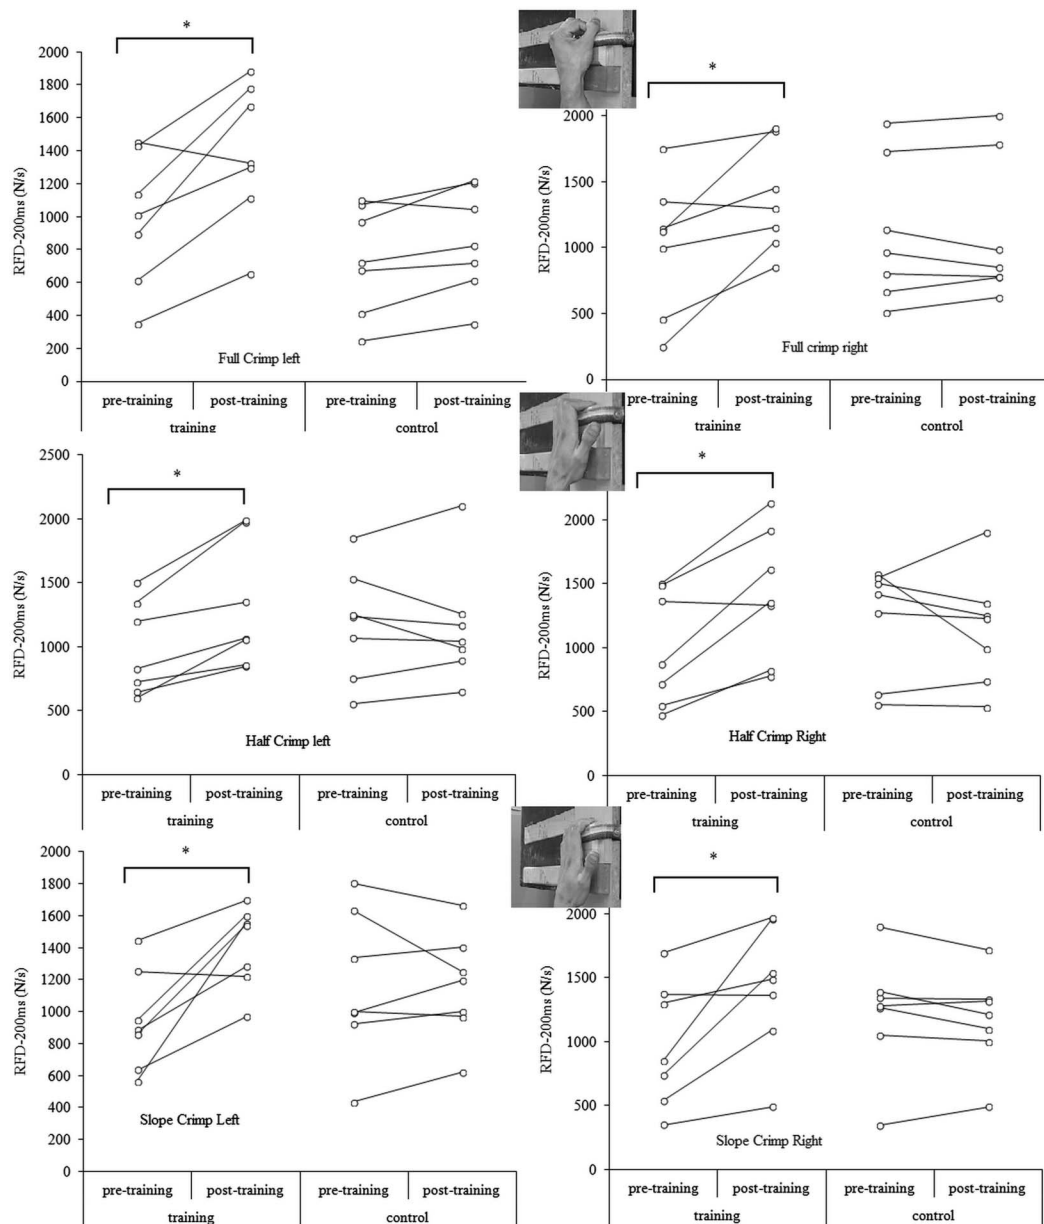 *
2000
1800
1600
1400
1200
1000
800
600
400
200
0
RFD-200ms (N/s)
Full Crimp left
pre-training post-training pre-training post-training
training control
*
2000
1500
1000
500
0
RFD-200ms (N/s)
Full crimp right
pre-training post-training pre-training post-training
training control
*
2500
2000
1500
1000
500
0
RFD-200ms (N/s)
Half Crimp left
pre-training post-training pre-training post-training
training control
*
2000
1500
1000
500
0
RFD-200ms (N/s)
Half Crimp Right
pre-training post-training pre-training post-training
training control
*
2000
1800
1600
1400
1200
1000
800
600
400
200
0
RFD-200ms (N/s)
Slope Crimp Left
pre-training post-training pre-training post-training
training control
*
2000
1500
1000
500
0
RFD-200ms (N/s)
Slope Crimp Right
pre-training post-training pre-training post-training
training control